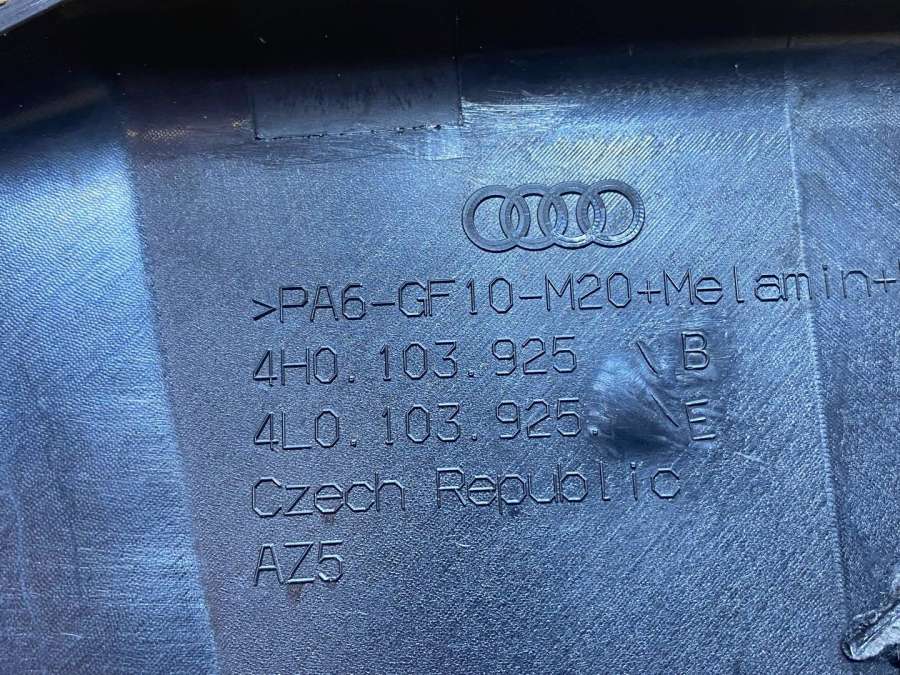 >PA6-GF10-M20+Melamin+
4H0.103.925 \ B
4L0.103.925. \ E
Czech Republic
AZ5